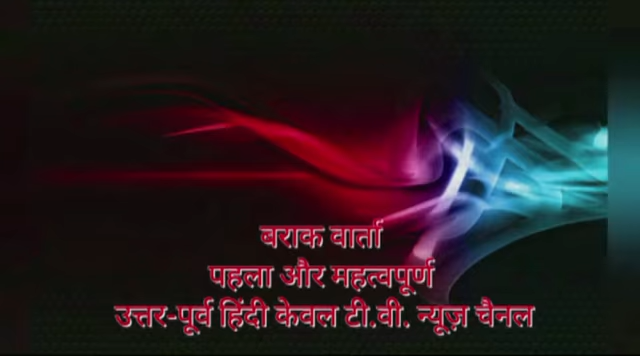 बराक वार्ता
पहला और महत्वपूर्ण
उत्तर-पूर्व हिंदी केवल टी.वी. न्यूज़ चैनल